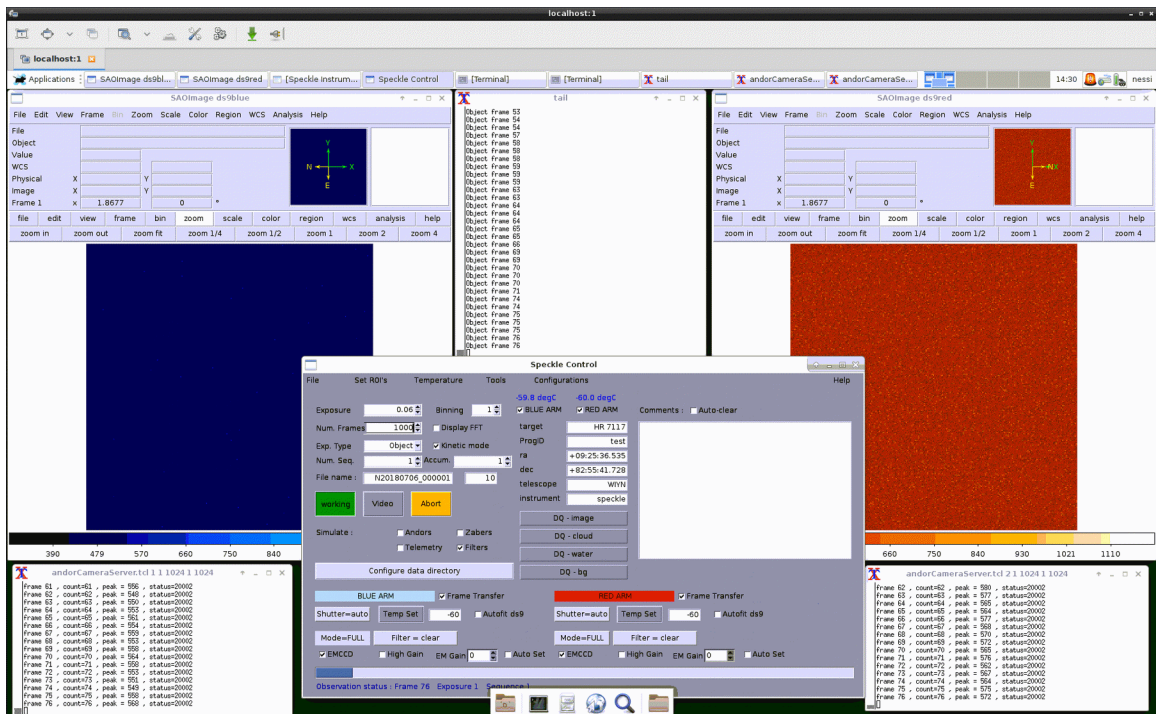 localhost:1
localhost:1
Applications
SAOImage ds9bl...
SAOImage ds9red
[Speckle Instrum...
Speckle Control
[Terminal]
[Terminal]
tail
andorCameraSe...
andorCameraSe...
14:30
nessi
SAOImage ds9blue
File Edit View Frame Bin Zoom Scale Color Region WCS Analysis Help
File
Object
Value
WCS
Physical X Y
Image X Y
Frame 1 x 1.8677 0 °
Y
N X
E
file edit view frame bin zoom scale color region wcs analysis help
zoom in zoom out zoom fit zoom 1/4 zoom 1/2 zoom 1 zoom 2 zoom 4
390 479 570 660 750 840
tail
Object frame 53
Object frame 54
Object frame 54
Object frame 57
Object frame 58
Object frame 58
Object frame 58
Object frame 59
Object frame 59
Object frame 59
Object frame 63
Object frame 63
Object frame 64
Object frame 64
Object frame 64
Object frame 65
Object frame 65
Object frame 66
Object frame 69
Object frame 69
Object frame 70
Object frame 70
Object frame 70
Object frame 71
Object frame 74
Object frame 74
Object frame 75
Object frame 75
Object frame 75
Object frame 76
Object frame 76
SAOImage ds9red
File Edit View Frame Bin Zoom Scale Color Region WCS Analysis Help
File
Object
Value
WCS
Physical X Y
Image X Y
Frame 1 x 1.8677 0 °
Y
NX
E
file edit view frame bin zoom scale color region wcs analysis help
zoom in zoom out zoom fit zoom 1/4 zoom 1/2 zoom 1 zoom 2 zoom 4
660 750 840 930 1021 1110
Speckle Control
File Set ROI's Temperature Tools Configurations Help
-59.8 degC -60.0 degC
Exposure 0.06 Binning 1 BLUE ARM RED ARM Comments : Auto-clear
Num. Frames 1000 Display FFT target HR 7117
Exp. Type Object Kinetic mode ProgID test
Num. Seq. 1 Accum. 1 ra +09:25:36.535
File name : N20180706_000001 10 dec +82:55:41.728
telescope WIYN
working Video Abort instrument speckle
DQ - image
Simulate : Andors Zabers DQ - cloud
Telemetry Filters DQ - water
Configure data directory DQ - bg
BLUE ARM Frame Transfer RED ARM Frame Transfer
Shutter=auto Temp Set -60 Autofit ds9 Shutter=auto Temp Set -60 Autofit ds9
Mode=FULL Filter = clear Mode=FULL Filter = clear
EMCCD High Gain EM Gain 0 Auto Set EMCCD High Gain EM Gain 0 Auto Set
Observation status : Frame 76 Exposure 1 Sequence 1
andorCameraServer.tcl 1 1 1024 1 1024
Frame 61 , count=61 , peak = 556 , status=20002
Frame 62 , count=62 , peak = 548 , status=20002
Frame 63 , count=63 , peak = 550 , status=20002
Frame 64 , count=64 , peak = 553 , status=20002
Frame 65 , count=65 , peak = 561 , status=20002
Frame 66 , count=66 , peak = 554 , status=20002
Frame 67 , count=67 , peak = 559 , status=20002
Frame 68 , count=68 , peak = 553 , status=20002
Frame 69 , count=69 , peak = 558 , status=20002
Frame 70 , count=70 , peak = 564 , status=20002
Frame 71 , count=71 , peak = 558 , status=20002
Frame 72 , count=72 , peak = 553 , status=20002
Frame 73 , count=73 , peak = 551 , status=20002
Frame 74 , count=74 , peak = 549 , status=20002
Frame 75 , count=75 , peak = 558 , status=20002
Frame 76 , count=76 , peak = 568 , status=20002
andorCameraServer.tcl 2 1 1024 1 1024
Frame 62 , count=62 , peak = 580 , status=20002
Frame 63 , count=63 , peak = 577 , status=20002
Frame 64 , count=64 , peak = 565 , status=20002
Frame 65 , count=65 , peak = 564 , status=20002
Frame 66 , count=66 , peak = 577 , status=20002
Frame 67 , count=67 , peak = 568 , status=20002
Frame 68 , count=68 , peak = 570 , status=20002
Frame 69 , count=69 , peak = 572 , status=20002
Frame 70 , count=70 , peak = 565 , status=20002
Frame 71 , count=71 , peak = 576 , status=20002
Frame 72 , count=72 , peak = 562 , status=20002
Frame 73 , count=73 , peak = 567 , status=20002
Frame 74 , count=74 , peak = 564 , status=20002
Frame 75 , count=75 , peak = 575 , status=20002
Frame 76 , count=76 , peak = 572 , status=20002